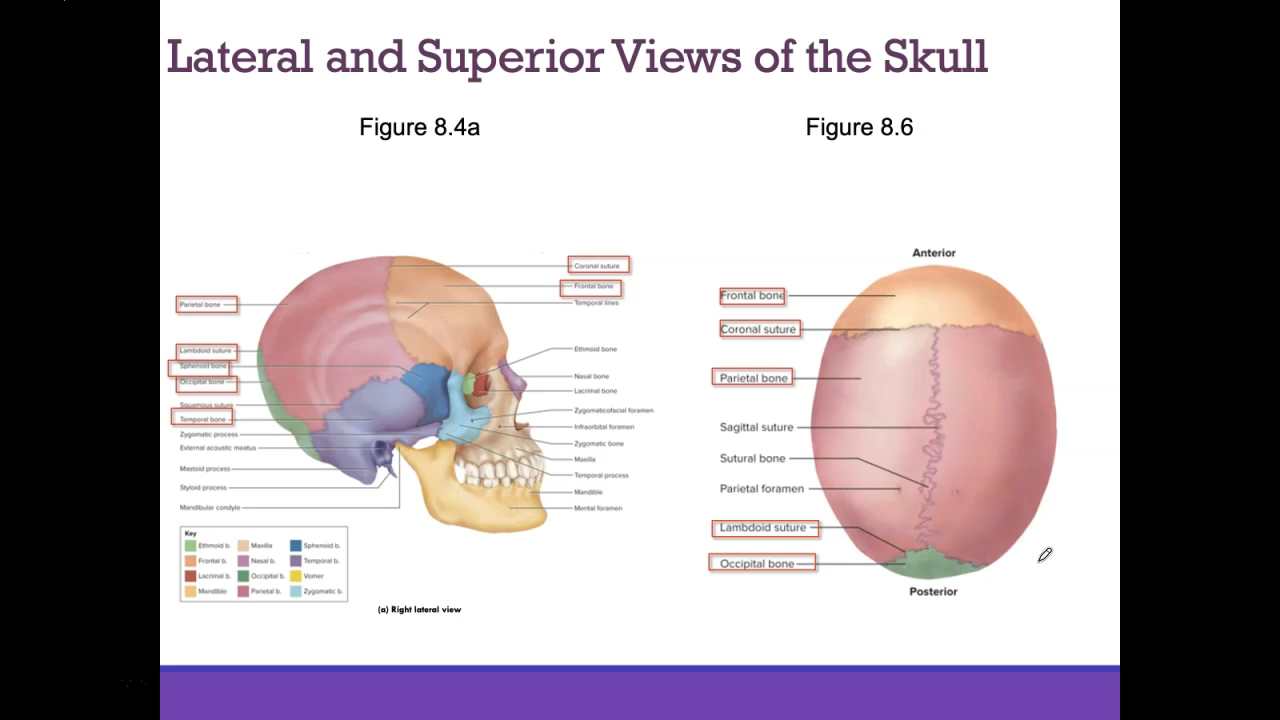 Lateral and Superior Views of the Skull
Figure 8.4a
Figure 8.6
Parietal bone
Lambdoid suture
Sphenoid bone
Occipital bone
Squamous suture
Temporal bone
Zygomatic process
External acoustic meatus
Mastoid process
Styloid process
Mandibular condyle
Coronal suture
Frontal bone
Temporal lines
Ethmoid bone
Nasal bone
Lacrimal bone
Zygomaticofacial foramen
Infraorbital foramen
Zygomatic bone
Maxilla
Temporal process
Mandible
Mental foramen
Key
Ethmoid b. Maxilla Sphenoid b.
Frontal b. Nasal b. Temporal b.
Lacrimal b. Occipital b. Vomer
Mandible Parietal b. Zygomatic b.
(a) Right lateral view
Anterior
Frontal bone
Coronal suture
Parietal bone
Sagittal suture
Sutural bone
Parietal foramen
Lambdoid suture
Occipital bone
Posterior